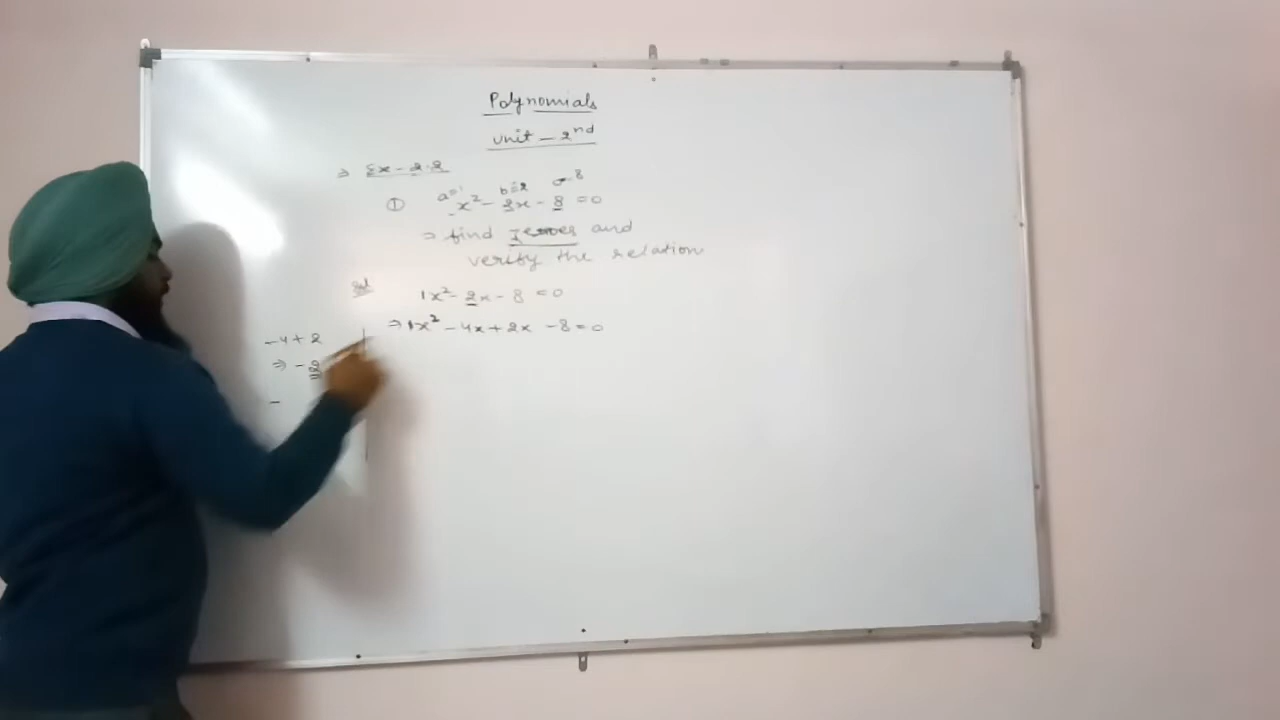 Polynomials
Unit - 2nd
⇒ Ex - 2.2
a=1 b=2 c=8
① x² - 2x - 8 = 0
⇒ find zeroes and
verify the relation
Sol
1x² - 2x - 8 = 0
⇒ 1x² - 4x + 2x - 8 = 0
-4+2
⇒ -2
-